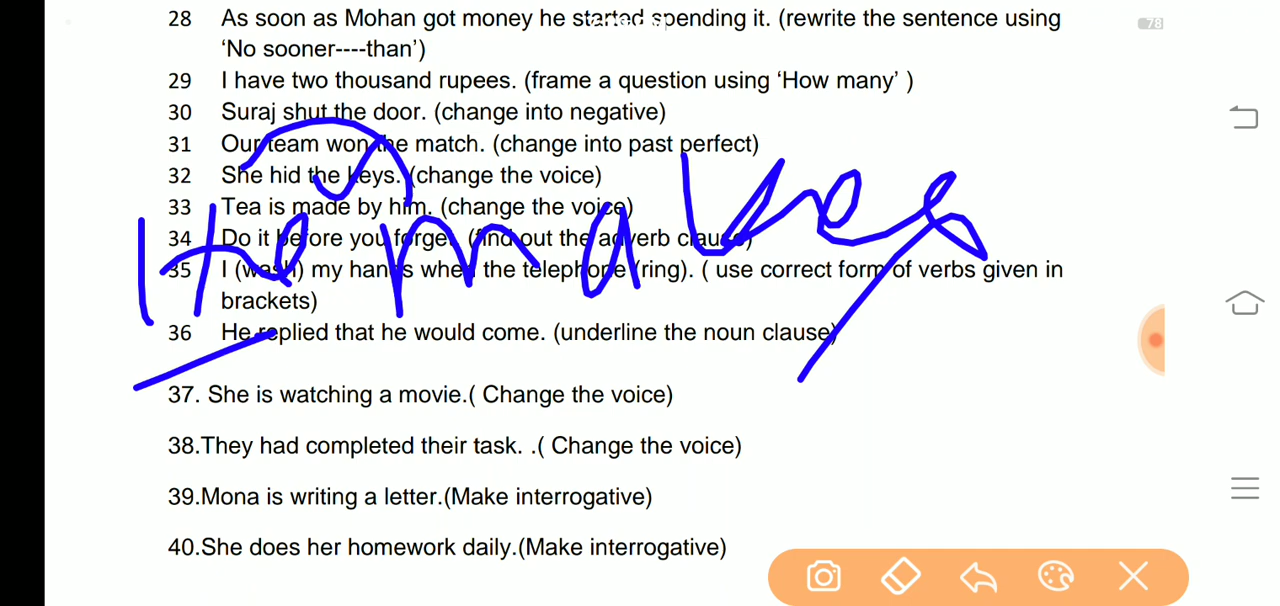 78
28 As soon as Mohan got money he started spending it. (rewrite the sentence using
‘No sooner----than’)
29 I have two thousand rupees. (frame a question using ‘How many’ )
30 Suraj shut the door. (change into negative)
31 Our team won the match. (change into past perfect)
32 She hid the keys. (change the voice)
33 Tea is made by him. (change the voice)
34 Do it before you forget. (find out the adverb clause)
35 I (wash) my hands when the telephone (ring). ( use correct form of verbs given in
brackets)
36 He replied that he would come. (underline the noun clause)
37. She is watching a movie.( Change the voice)
38.They had completed their task. .( Change the voice)
39.Mona is writing a letter.(Make interrogative)
40.She does her homework daily.(Make interrogative)